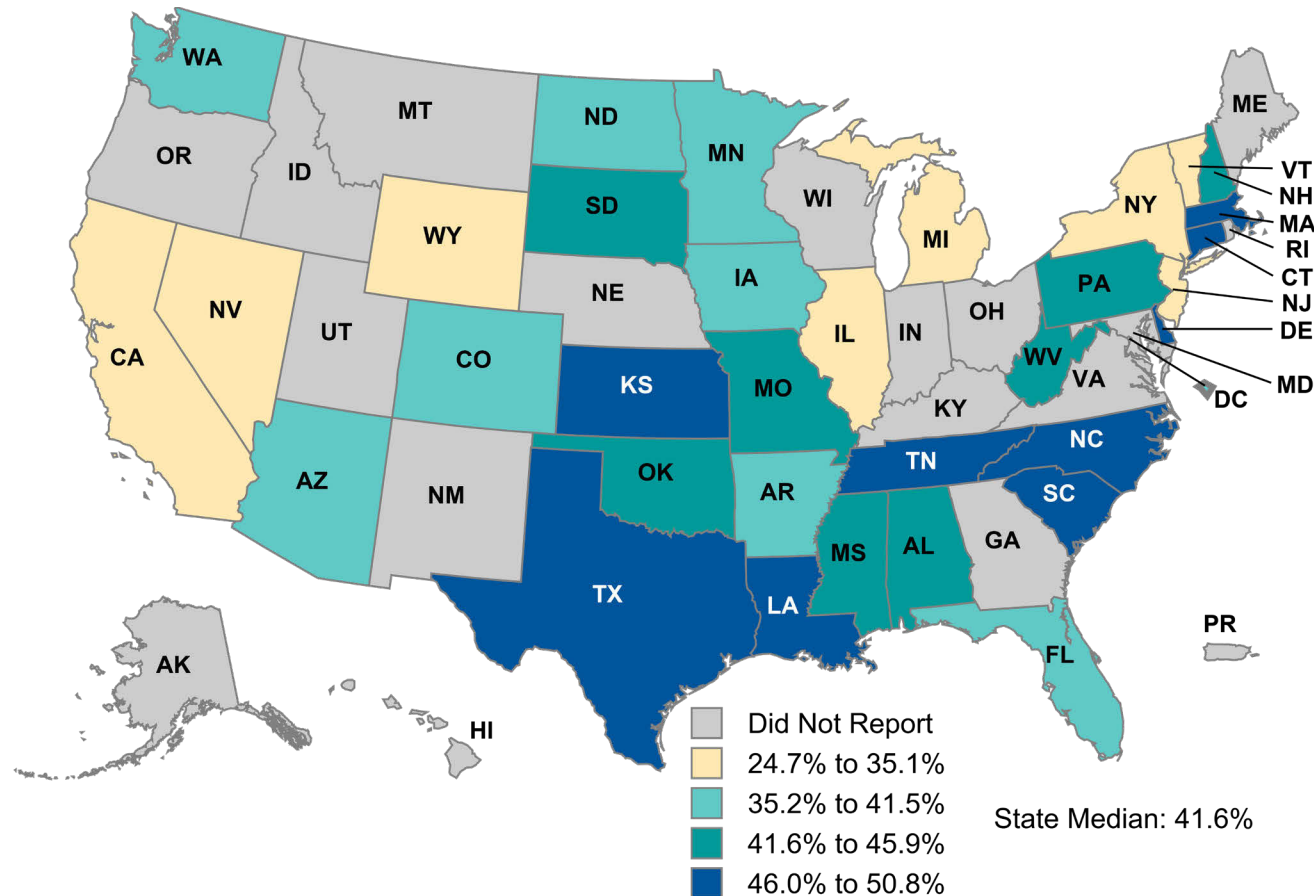 WA
MT
ND
MN
OR
ID
WI
ME
SD
WY
MI
NY
VT
NH
MA
RI
CT
NJ
DE
MD
DC
NE
IA
PA
NV
UT
IL
IN
OH
CA
CO
KS
MO
WV
VA
KY
AZ
NM
OK
AR
TN
NC
SC
MS
AL
GA
TX
LA
FL
PR
AK
HI
Did Not Report
24.7% to 35.1%
35.2% to 41.5%
41.6% to 45.9%
46.0% to 50.8%
State Median: 41.6%